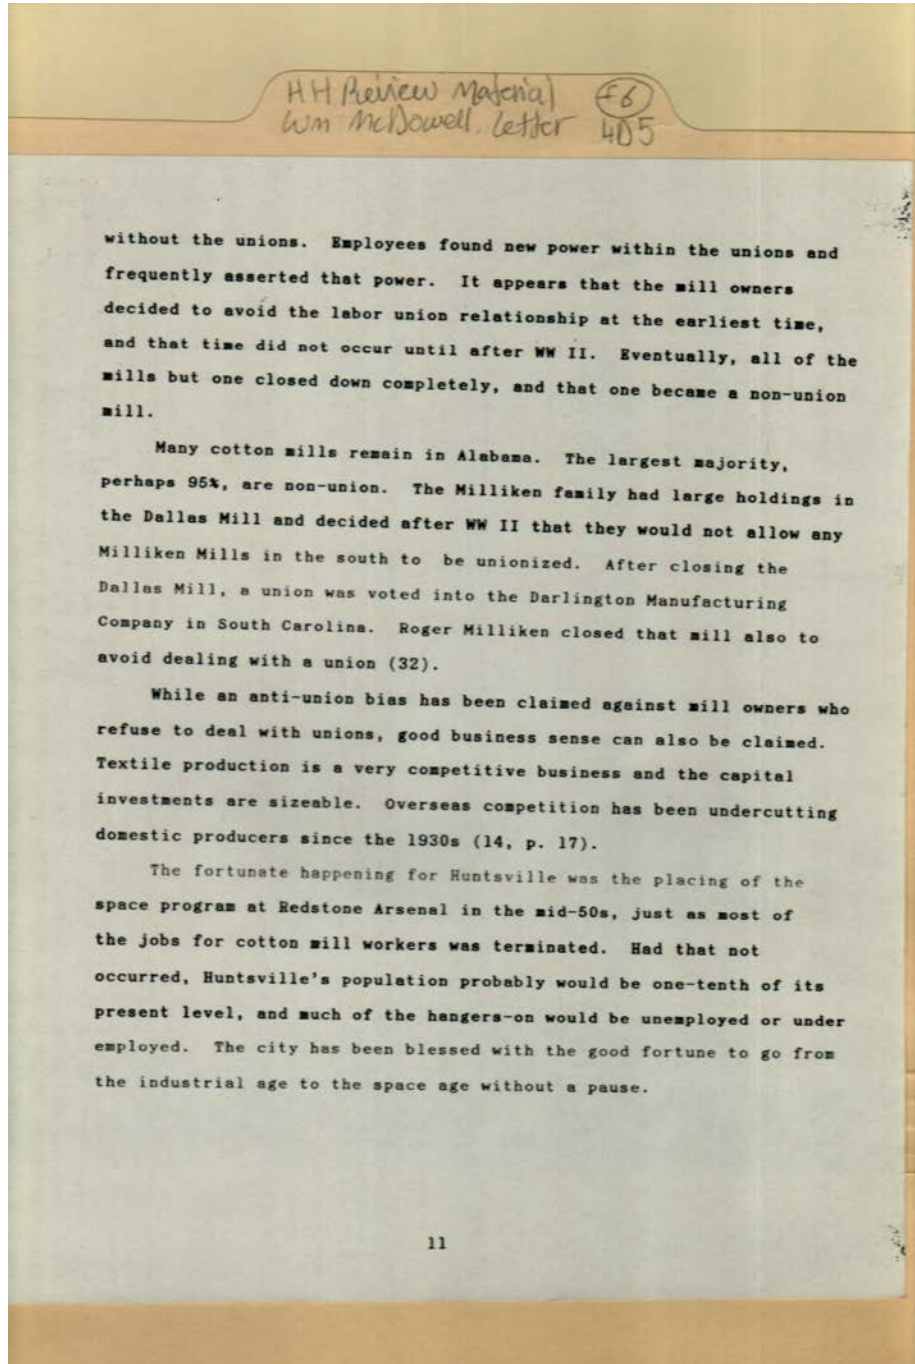 HH Review Material F6
Wm McDowell Letter 4D5
without the unions. Employees found new power within the unions and
frequently asserted that power. It appears that the mill owners
decided to avoid the labor union relationship at the earliest time,
and that time did not occur until after WW II. Eventually, all of the
mills but one closed down completely, and that one became a non-union
mill.
Many cotton mills remain in Alabama. The largest majority,
perhaps 95%, are non-union. The Milliken family had large holdings in
the Dallas Mill and decided after WW II that they would not allow any
Milliken Mills in the south to be unionized. After closing the
Dallas Mill, a union was voted into the Darlington Manufacturing
Company in South Carolina. Roger Milliken closed that mill also to
avoid dealing with a union (32).
While an anti-union bias has been claimed against mill owners who
refuse to deal with unions, good business sense can also be claimed.
Textile production is a very competitive business and the capital
investments are sizeable. Overseas competition has been undercutting
domestic producers since the 1930s (14, p. 17).
The fortunate happening for Huntsville was the placing of the
space program at Redstone Arsenal in the mid-50s, just as most of
the jobs for cotton mill workers was terminated. Had that not
occurred, Huntsville's population probably would be one-tenth of its
present level, and much of the hangers-on would be unemployed or under
employed. The city has been blessed with the good fortune to go from
the industrial age to the space age without a pause.
11